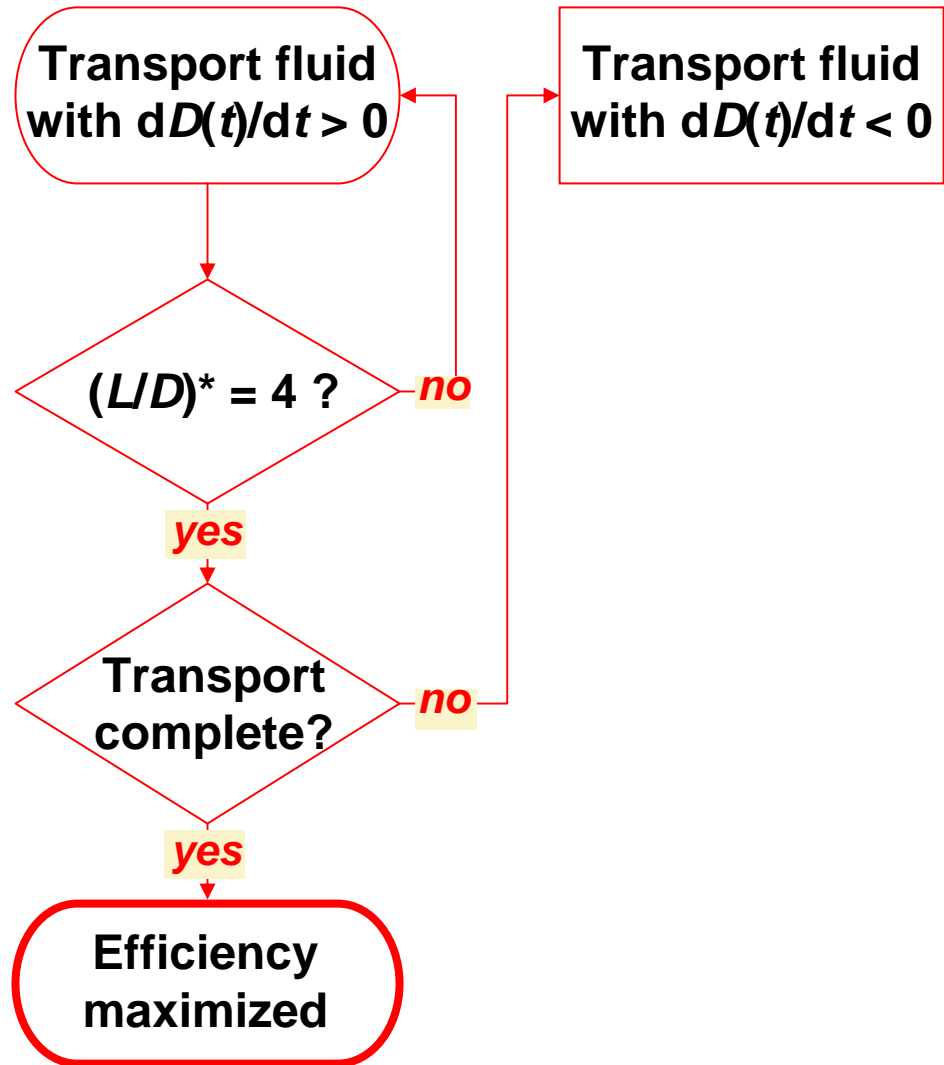 Transport fluid
with dD(t)/dt > 0
Transport fluid
with dD(t)/dt < 0
(L/D)* = 4 ?
no
yes
Transport
complete?
no
yes
Efficiency
maximized